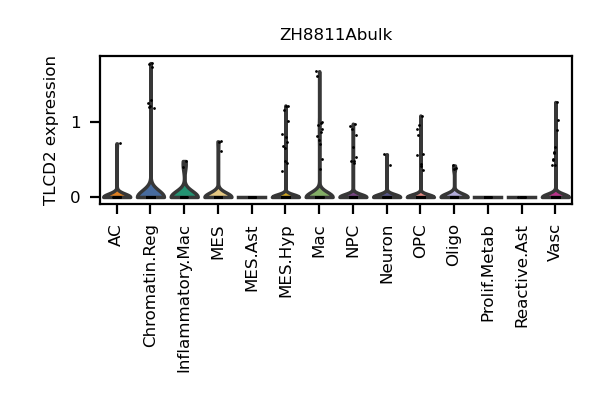 ZH8811Abulk
TLCD2 expression
1
0
AC
Chromatin.Reg
Inflammatory.Mac
MES
MES.Ast
MES.Hyp
Mac
NPC
Neuron
OPC
Oligo
Prolif.Metab
Reactive.Ast
Vasc